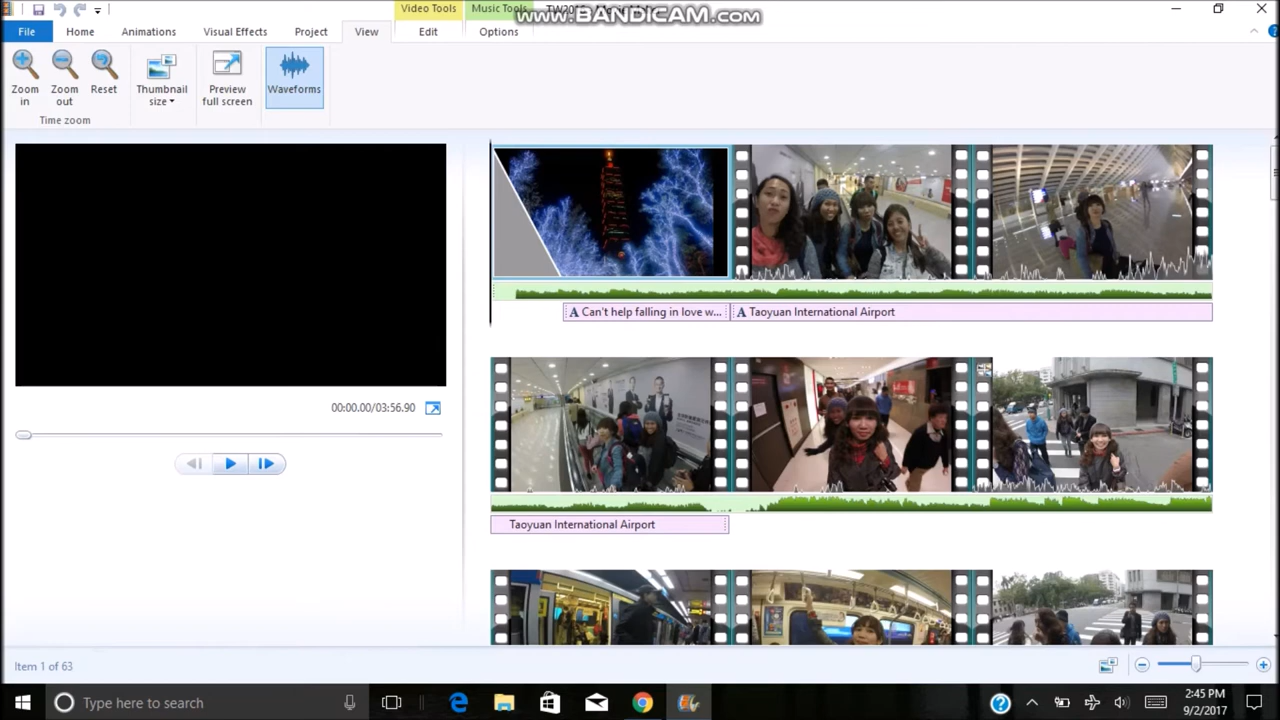 Video Tools
Music Tools
www.BANDICAM.com
File
Home
Animations
Visual Effects
Project
View
Edit
Options
Zoom in
Zoom out
Reset
Thumbnail size
Preview full screen
Waveforms
Time zoom
A Can't help falling in love w...
A Taoyuan International Airport
00:00.00/03:56.90
Taoyuan International Airport
Item 1 of 63
Type here to search
2:45 PM
9/2/2017